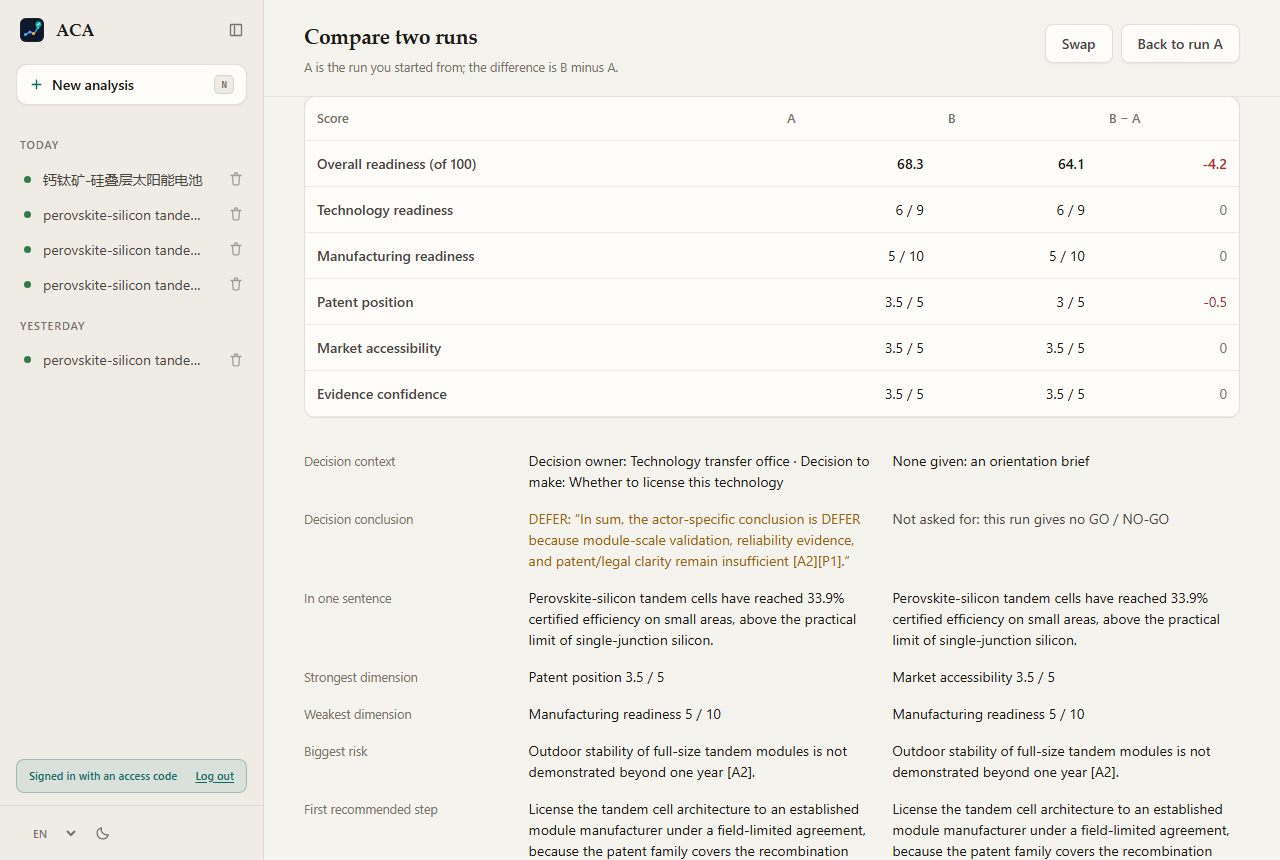 ACA
New analysis N
TODAY
钙钛矿-硅叠层太阳能电池
perovskite-silicon tande...
perovskite-silicon tande...
perovskite-silicon tande...
YESTERDAY
perovskite-silicon tande...
Signed in with an access code Log out
EN
Compare two runs
A is the run you started from; the difference is B minus A.
Swap
Back to run A
Score A B B − A
Overall readiness (of 100) 68.3 64.1 -4.2
Technology readiness 6 / 9 6 / 9 0
Manufacturing readiness 5 / 10 5 / 10 0
Patent position 3.5 / 5 3 / 5 -0.5
Market accessibility 3.5 / 5 3.5 / 5 0
Evidence confidence 3.5 / 5 3.5 / 5 0
Decision context
Decision owner: Technology transfer office · Decision to
make: Whether to license this technology
None given: an orientation brief
Decision conclusion
DEFER: “In sum, the actor-specific conclusion is DEFER
because module-scale validation, reliability evidence,
and patent/legal clarity remain insufficient [A2][P1].”
Not asked for: this run gives no GO / NO-GO
In one sentence
Perovskite-silicon tandem cells have reached 33.9%
certified efficiency on small areas, above the practical
limit of single-junction silicon.
Perovskite-silicon tandem cells have reached 33.9%
certified efficiency on small areas, above the practical
limit of single-junction silicon.
Strongest dimension
Patent position 3.5 / 5
Market accessibility 3.5 / 5
Weakest dimension
Manufacturing readiness 5 / 10
Manufacturing readiness 5 / 10
Biggest risk
Outdoor stability of full-size tandem modules is not
demonstrated beyond one year [A2].
Outdoor stability of full-size tandem modules is not
demonstrated beyond one year [A2].
First recommended step
License the tandem cell architecture to an established
module manufacturer under a field-limited agreement,
because the patent family covers the recombination
License the tandem cell architecture to an established
module manufacturer under a field-limited agreement,
because the patent family covers the recombination